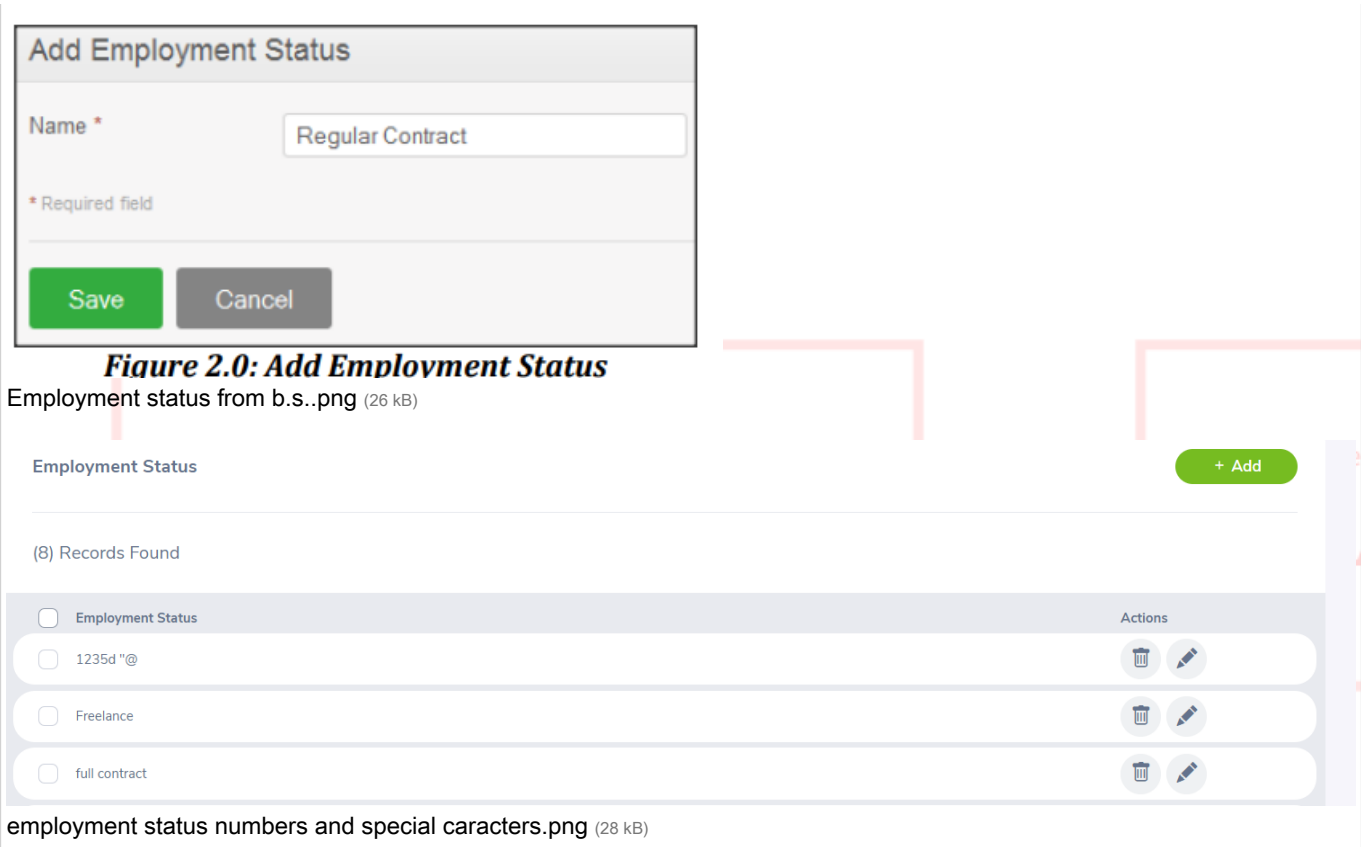 Add Employment Status
Name *
Regular Contract
* Required field
Save Cancel
Figure 2.0: Add Employment Status
Employment status from b.s..png (26 kB)
Employment Status
+ Add
(8) Records Found
Employment Status Actions
1235d "@
Freelance
full contract
employment status numbers and special caracters.png (28 kB)